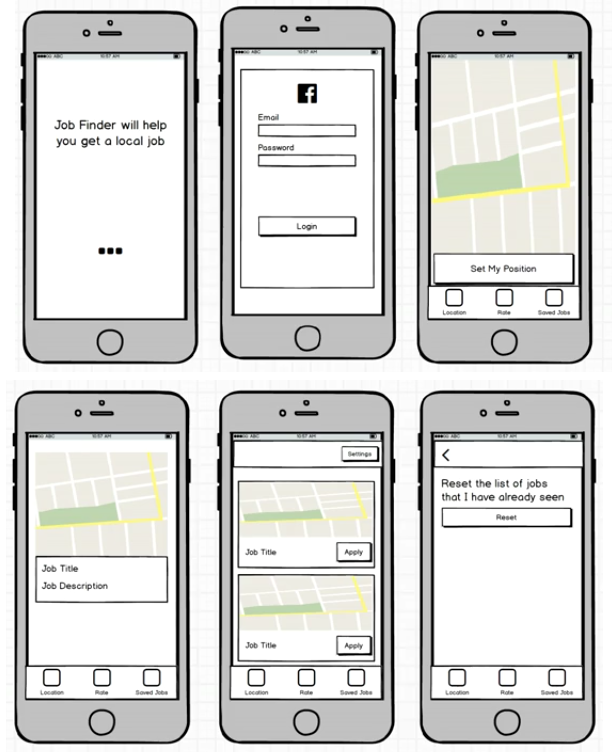 ABC 10:57 AM
Job Finder will help
you get a local job
ABC 10:57 AM
Email
Password
Login
ABC 10:57 AM
Set My Position
Location Rate Saved Jobs
ABC 10:57 AM
Job Title
Job Description
Location Rate Saved Jobs
ABC 10:57 AM
Settings
Job Title Apply
Job Title Apply
Location Rate Saved Jobs
ABC 10:57 AM
Reset the list of jobs
that I have already seen
Reset
Location Rate Saved Jobs